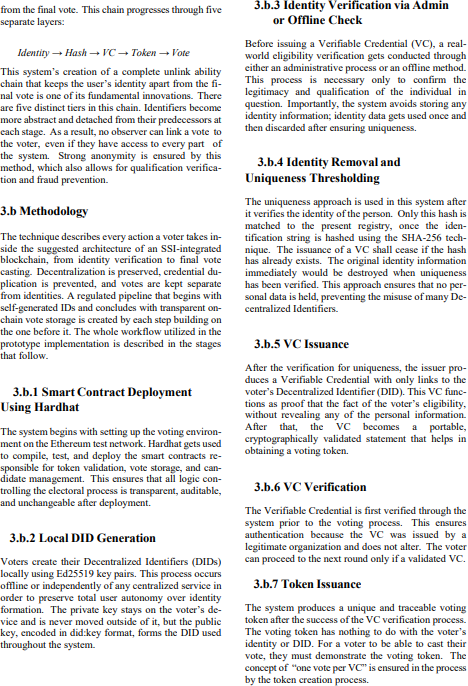 from the final vote. This chain progresses through five
separate layers:
Identity → Hash → VC → Token → Vote
This system's creation of a complete unlink ability
chain that keeps the user's identity apart from the fi-
nal vote is one of its fundamental innovations. There
are five distinct tiers in this chain. Identifiers become
more abstract and detached from their predecessors at
each stage. As a result, no observer can link a vote to
the voter, even if they have access to every part of
the system. Strong anonymity is ensured by this
method, which also allows for qualification verifica-
tion and fraud prevention.
3.b Methodology
The technique describes every action a voter takes in-
side the suggested architecture of an SSI-integrated
blockchain, from identity verification to final vote
casting. Decentralization is preserved, credential du-
plication is prevented, and votes are kept separate
from identities. A regulated pipeline that begins with
self-generated IDs and concludes with transparent on-
chain vote storage is created by each step building on
the one before it. The whole workflow utilized in the
prototype implementation is described in the stages
that follow.
3.b.1 Smart Contract Deployment
Using Hardhat
The system begins with setting up the voting environ-
ment on the Ethereum test network. Hardhat gets used
to compile, test, and deploy the smart contracts re-
sponsible for token validation, vote storage, and can-
didate management. This ensures that all logic con-
trolling the electoral process is transparent, auditable,
and unchangeable after deployment.
3.b.2 Local DID Generation
Voters create their Decentralized Identifiers (DIDs)
locally using Ed25519 key pairs. This process occurs
offline or independently of any centralized service in
order to preserve total user autonomy over identity
formation. The private key stays on the voter's de-
vice and is never moved outside of it, but the public
key, encoded in did:key format, forms the DID used
throughout the system.
3.b.3 Identity Verification via Admin
or Offline Check
Before issuing a Verifiable Credential (VC), a real-
world eligibility verification gets conducted through
either an administrative process or an offline method.
This process is necessary only to confirm the
legitimacy and qualification of the individual in
question. Importantly, the system avoids storing any
identity information; identity data gets used once and
then discarded after ensuring uniqueness.
3.b.4 Identity Removal and
Uniqueness Thresholding
The uniqueness approach is used in this system after
it verifies the identity of the person. Only this hash is
matched to the present registry, once the iden-
tification string is hashed using the SHA-256 tech-
nique. The issuance of a VC shall cease if the hash
has already exists. The original identity information
immediately would be destroyed when uniqueness
has been verified. This approach ensures that no per-
sonal data is held, preventing the misuse of many De-
centralized Identifiers.
3.b.5 VC Issuance
After the verification for uniqueness, the issuer pro-
duces a Verifiable Credential with only links to the
voter's Decentralized Identifier (DID). This VC func-
tions as proof that the fact of the voter's eligibility,
without revealing any of the personal information.
After that, the VC becomes a portable,
cryptographically validated statement that helps in
obtaining a voting token.
3.b.6 VC Verification
The Verifiable Credential is first verified through the
system prior to the voting process. This ensures
authentication because the VC was issued by a
legitimate organization and does not alter. The voter
can proceed to the next round only if a validated VC.
3.b.7 Token Issuance
The system produces a unique and traceable voting
token after the success of the VC verification process.
The voting token has nothing to do with the voter's
identity or DID. For a voter to be able to cast their
vote, they must demonstrate the voting token. The
concept of "one vote per VC" is ensured in the process
by the token creation process.